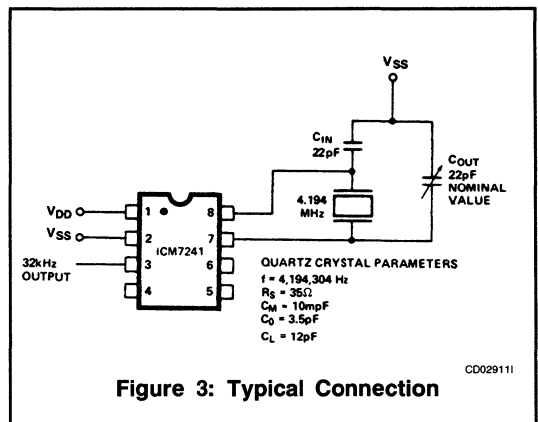 VSS
CIN
22pF
COUT
22pF
NOMINAL
VALUE
4.194
MHz
VDD
1
8
VSS
2
7
ICM7241
32kHz
OUTPUT
3
6
4
5
QUARTZ CRYSTAL PARAMETERS
f = 4,194,304 Hz
RS = 35Ω
CM = 10mpF
C0 = 3.5pF
CL = 12pF
CD02911I
Figure 3: Typical Connection